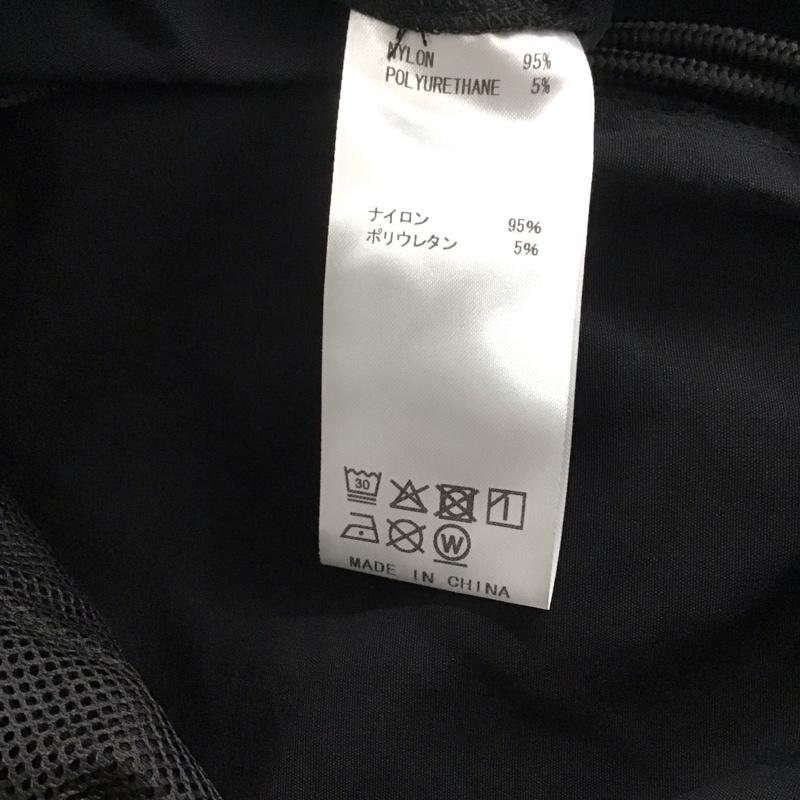 NYLON 95%
POLYURETHANE 5%
ナイロン 95%
ポリウレタン 5%
30
W
MADE IN CHINA